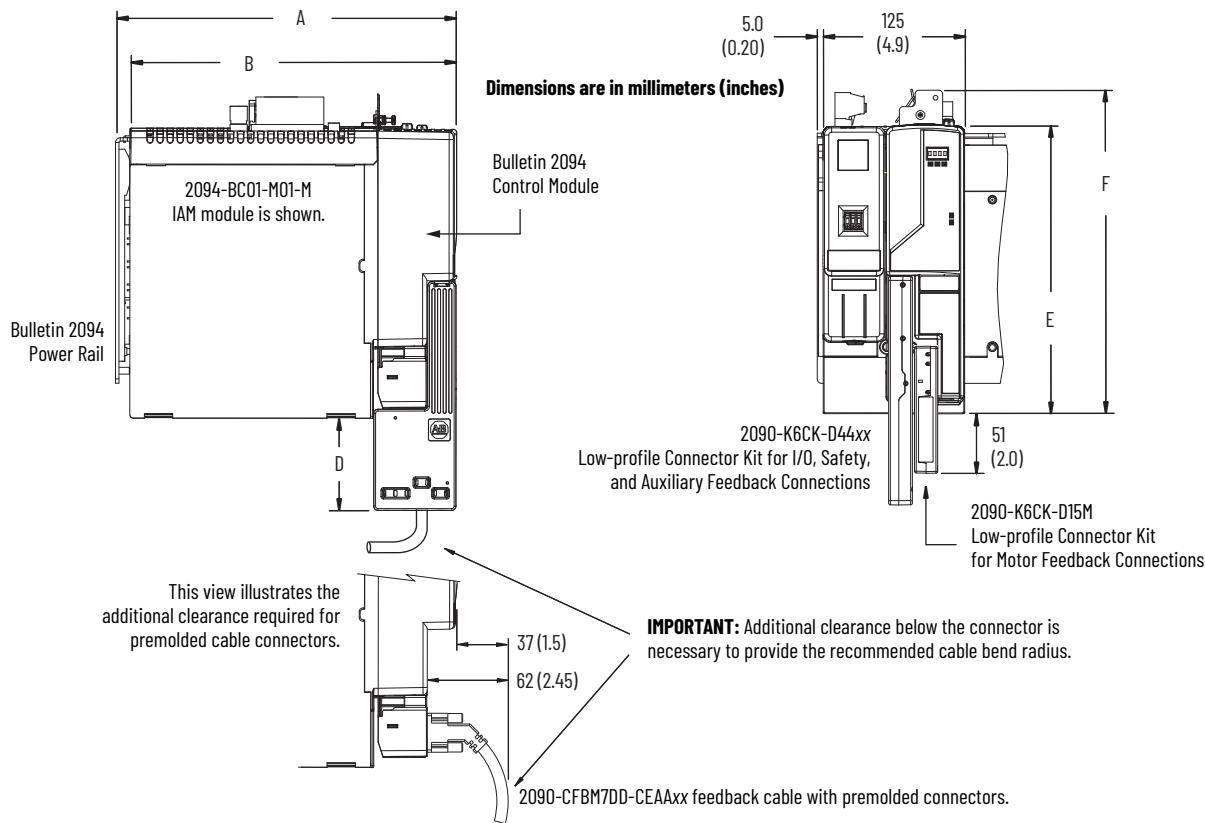 A
B
5.0
(0.20)
125
(4.9)
Dimensions are in millimeters (inches)
2094-BC01-M01-M
IAM module is shown.
Bulletin 2094
Control Module
F
E
Bulletin 2094
Power Rail
D
AB
2090-K6CK-D44xx
Low-profile Connector Kit for I/O, Safety,
and Auxiliary Feedback Connections
51
(2.0)
2090-K6CK-D15M
Low-profile Connector Kit
for Motor Feedback Connections
This view illustrates the
additional clearance required for
premolded cable connectors.
IMPORTANT: Additional clearance below the connector is
necessary to provide the recommended cable bend radius.
37 (1.5)
62 (2.45)
2090-CFBM7DD-CEAAxx feedback cable with premolded connectors.